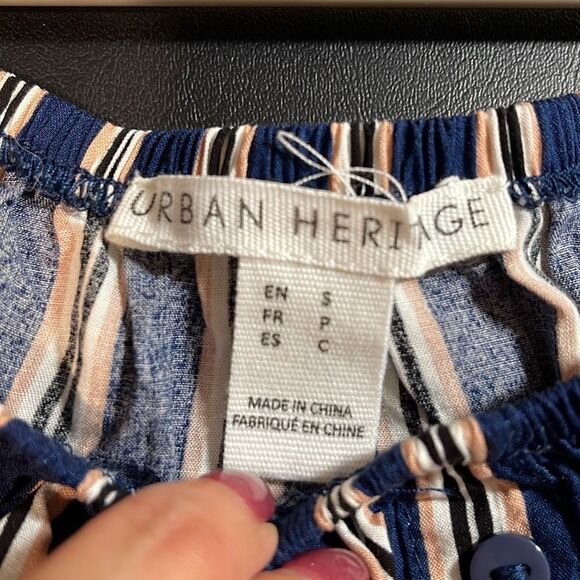 URBAN HERITAGE
EN S
FR P
ES C
MADE IN CHINA
FABRIQUÉ EN CHINE